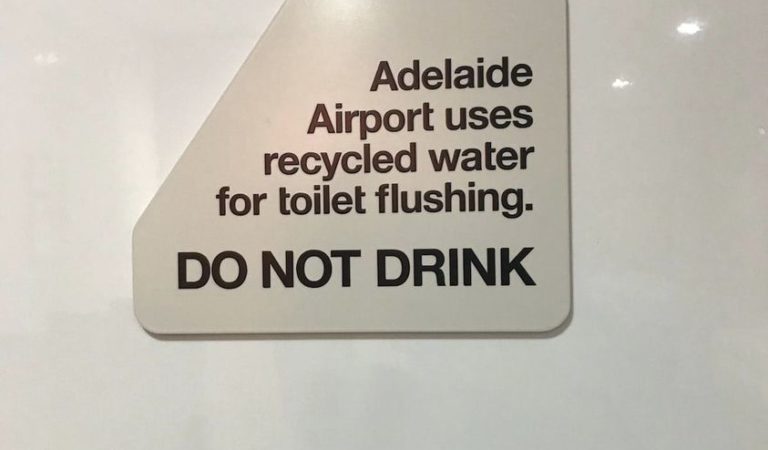 Adelaide
Airport uses
recycled water
for toilet flushing.
DO NOT DRINK